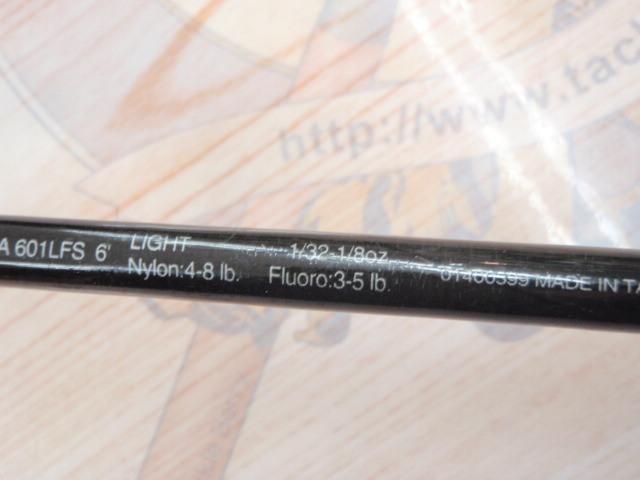 http://www.tac
A 601LFS 6' LIGHT 1/32-1/8oz
Nylon:4-8 lb. Fluoro:3-5 lb. 01400599 MADE IN TA